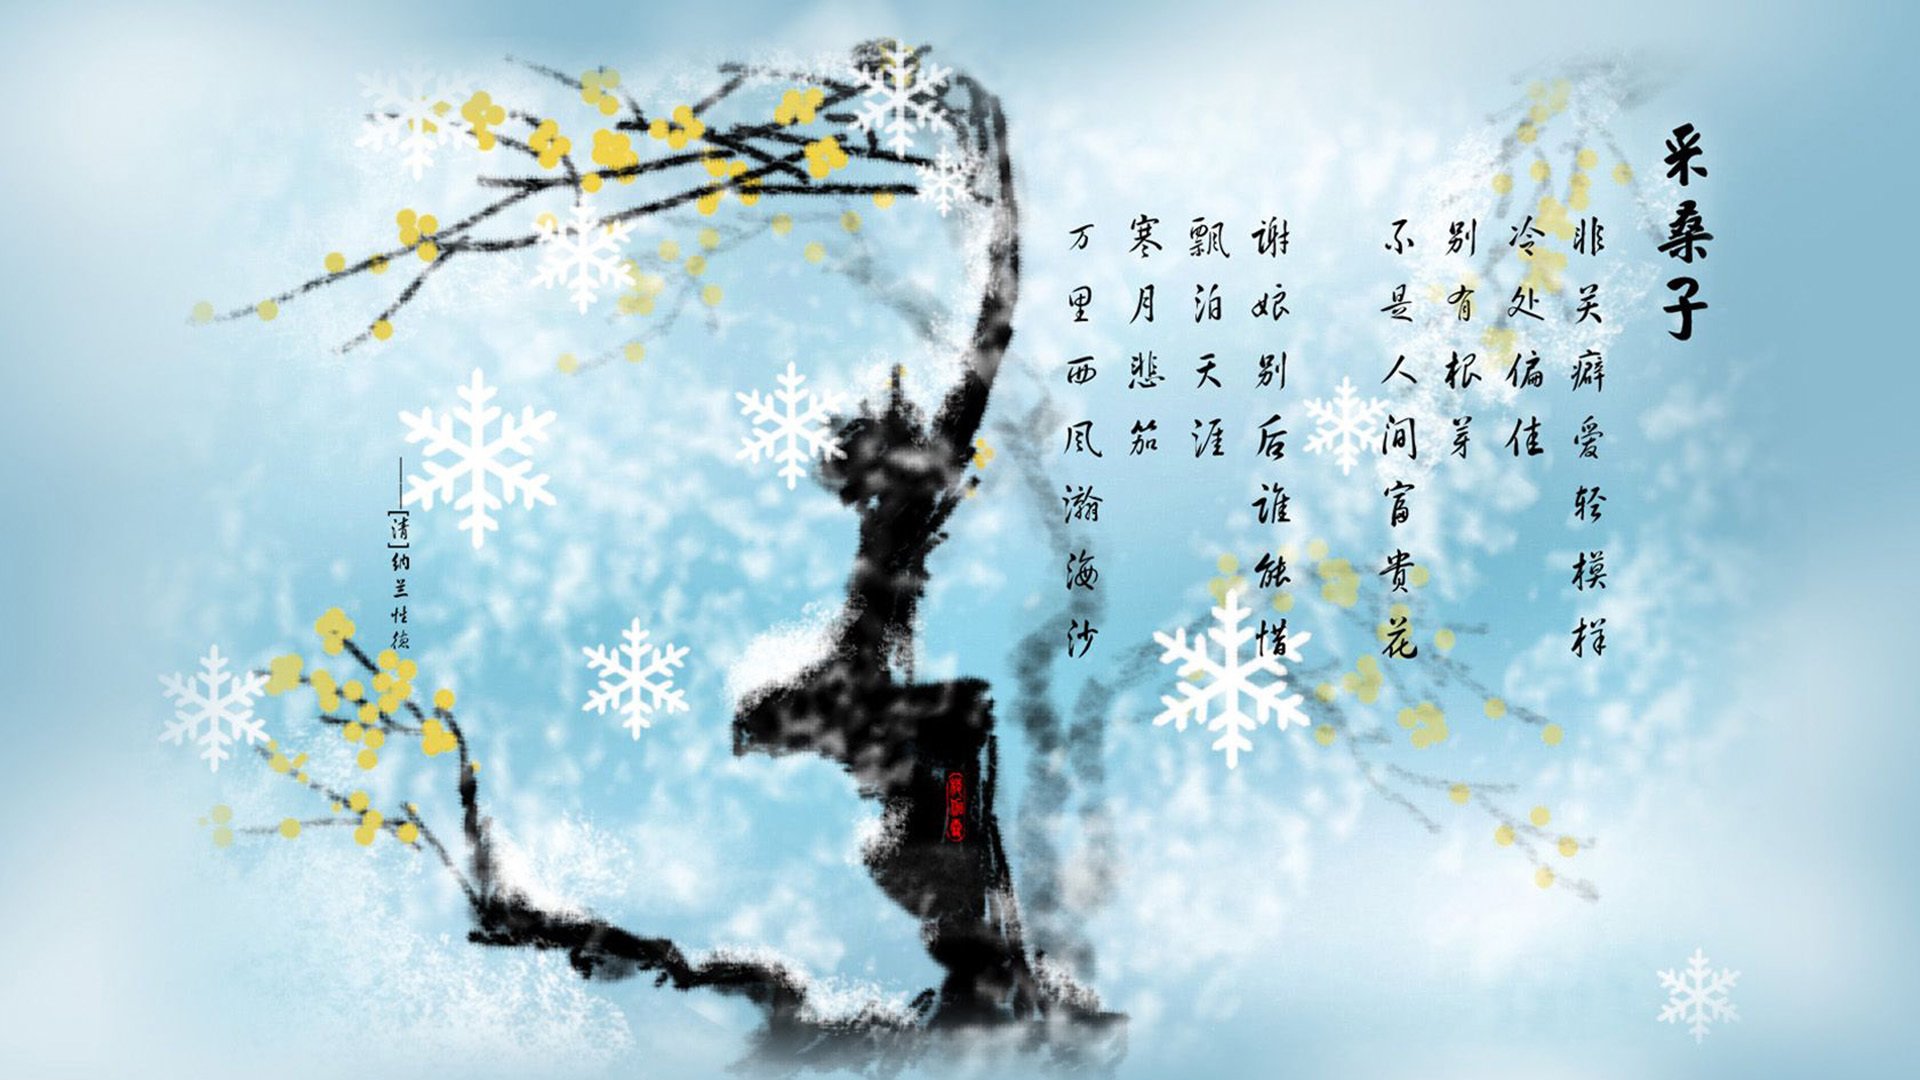 采桑子
非关癖爱轻模样
冷处偏佳
别有根芽
不是人间富贵花
谢娘别后谁能惜
飘泊天涯
寒月悲笳
万里西风瀚海沙
——[清]纳兰性德